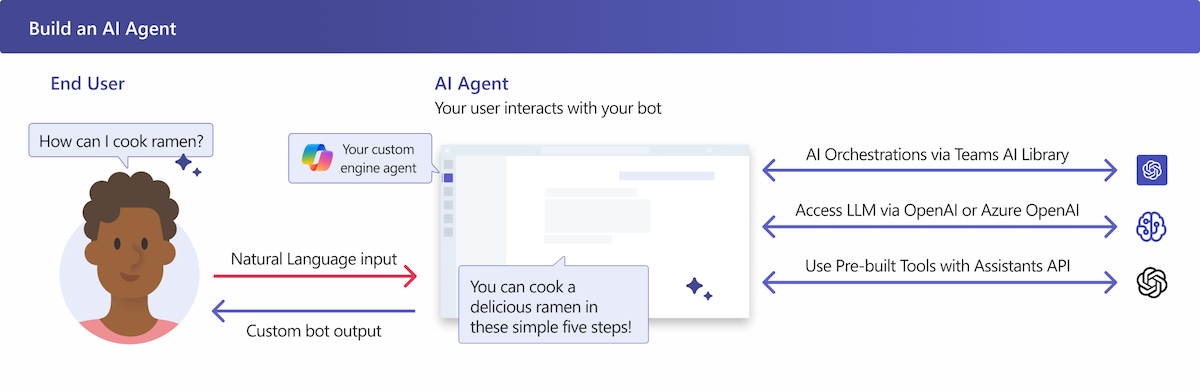 Build an AI Agent
End User
How can I cook ramen?
Natural Language input
Custom bot output
AI Agent
Your user interacts with your bot
Your custom
engine agent
You can cook a
delicious ramen in
these simple five steps!
AI Orchestrations via Teams AI Library
Access LLM via OpenAI or Azure OpenAI
Use Pre-built Tools with Assistants API